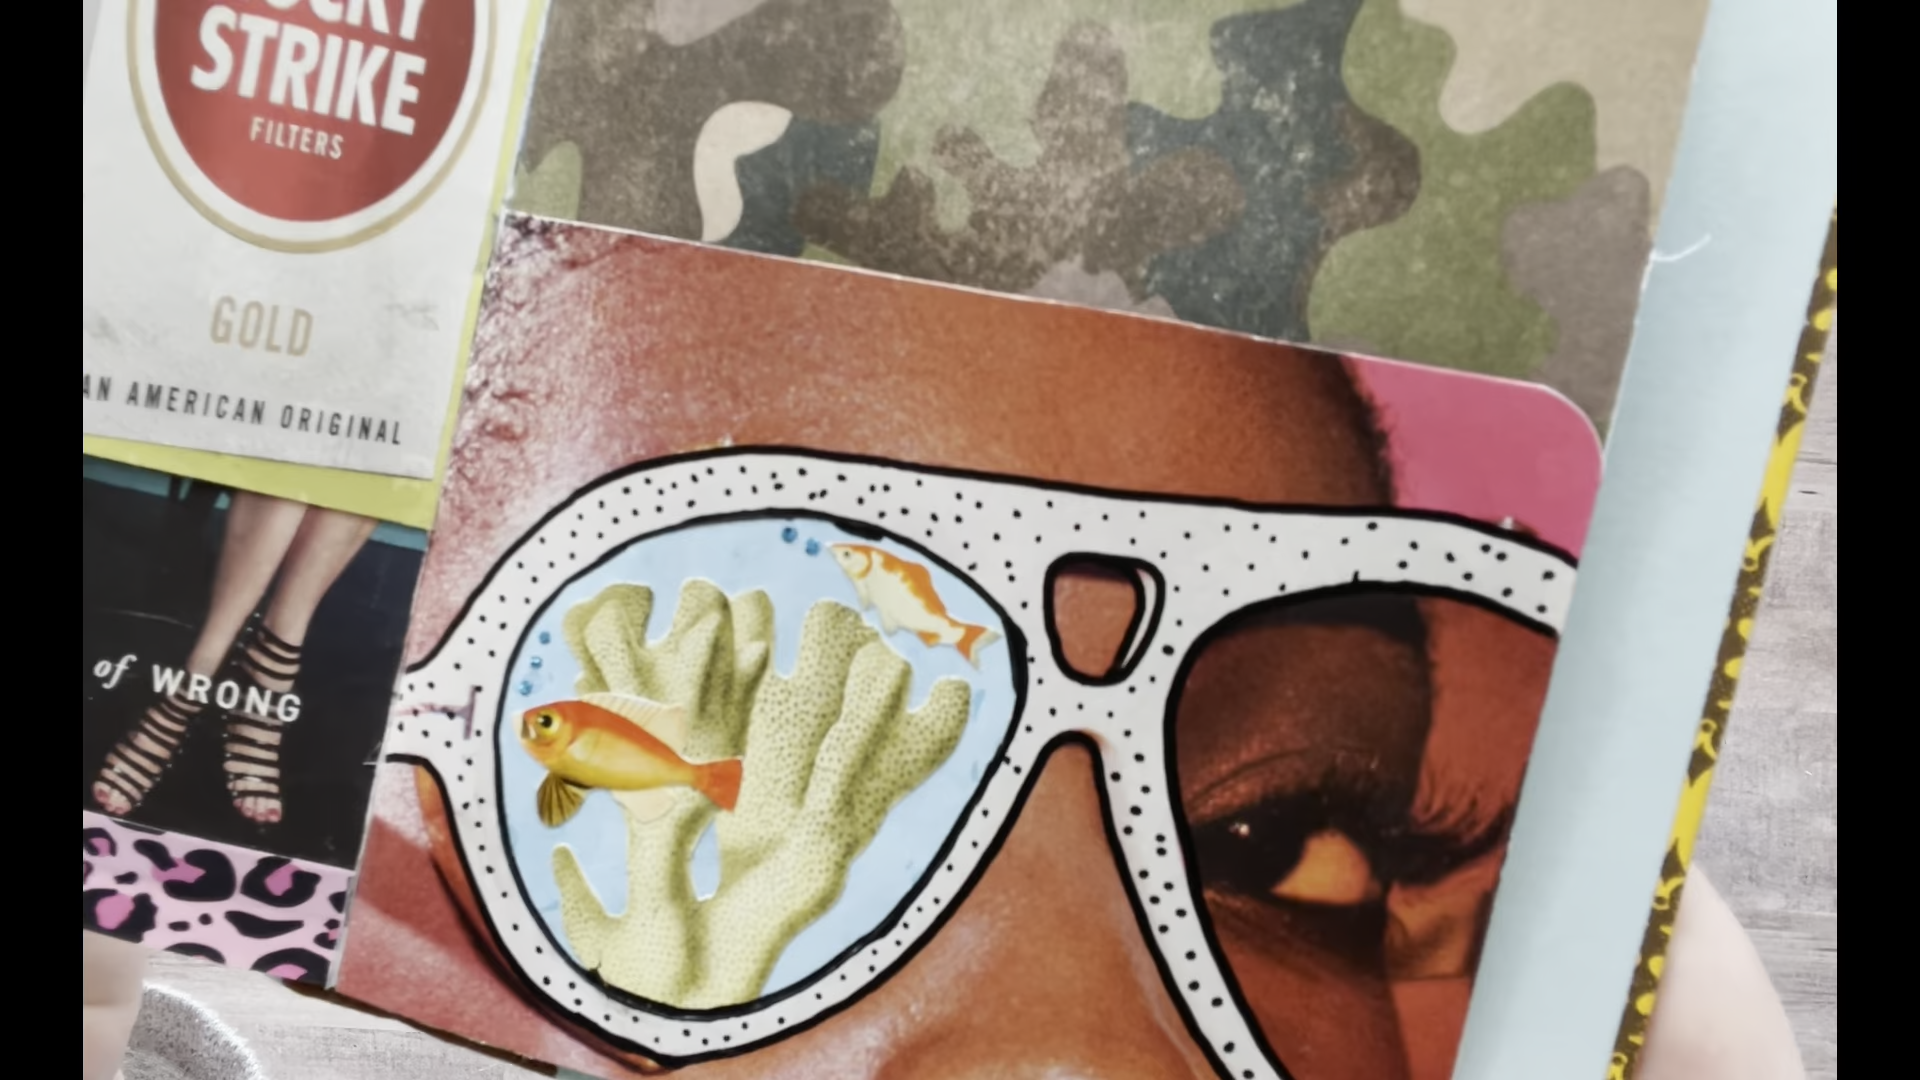 STRIKE
FILTERS
GOLD
AN AMERICAN ORIGINAL
of WRONG